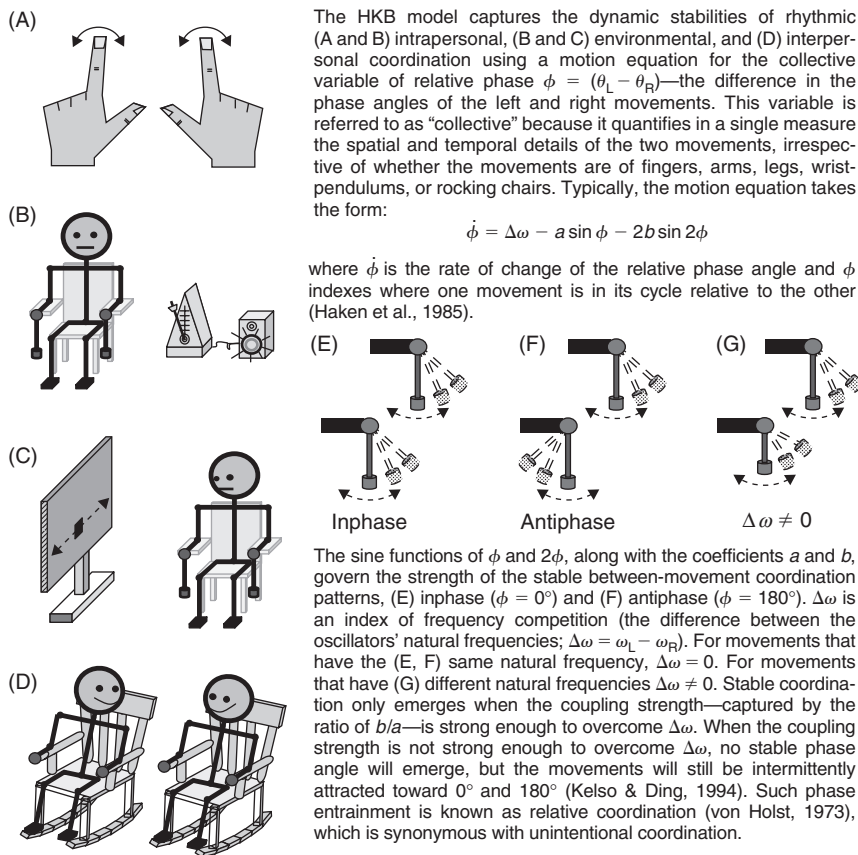 (A)
The HKB model captures the dynamic stabilities of rhythmic
(A and B) intrapersonal, (B and C) environmental, and (D) interper-
sonal coordination using a motion equation for the collective
variable of relative phase ϕ = (θL − θR)—the difference in the
phase angles of the left and right movements. This variable is
referred to as “collective” because it quantifies in a single measure
the spatial and temporal details of the two movements, irrespec-
tive of whether the movements are of fingers, arms, legs, wrist-
pendulums, or rocking chairs. Typically, the motion equation takes
the form:
ϕ̇ = Δω − a sin ϕ − 2b sin 2ϕ
where ϕ̇ is the rate of change of the relative phase angle and ϕ
indexes where one movement is in its cycle relative to the other
(Haken et al., 1985).
(B)
(C)
(D)
(E)
(F)
(G)
Inphase
Antiphase
Δω ≠ 0
The sine functions of ϕ and 2ϕ, along with the coefficients a and b,
govern the strength of the stable between-movement coordination
patterns, (E) inphase (ϕ = 0°) and (F) antiphase (ϕ = 180°). Δω is
an index of frequency competition (the difference between the
oscillators’ natural frequencies; Δω = ωL − ωR). For movements that
have the (E, F) same natural frequency, Δω = 0. For movements
that have (G) different natural frequencies Δω ≠ 0. Stable coordina-
tion only emerges when the coupling strength—captured by the
ratio of b/a—is strong enough to overcome Δω. When the coupling
strength is not strong enough to overcome Δω, no stable phase
angle will emerge, but the movements will still be intermittently
attracted toward 0° and 180° (Kelso & Ding, 1994). Such phase
entrainment is known as relative coordination (von Holst, 1973),
which is synonymous with unintentional coordination.